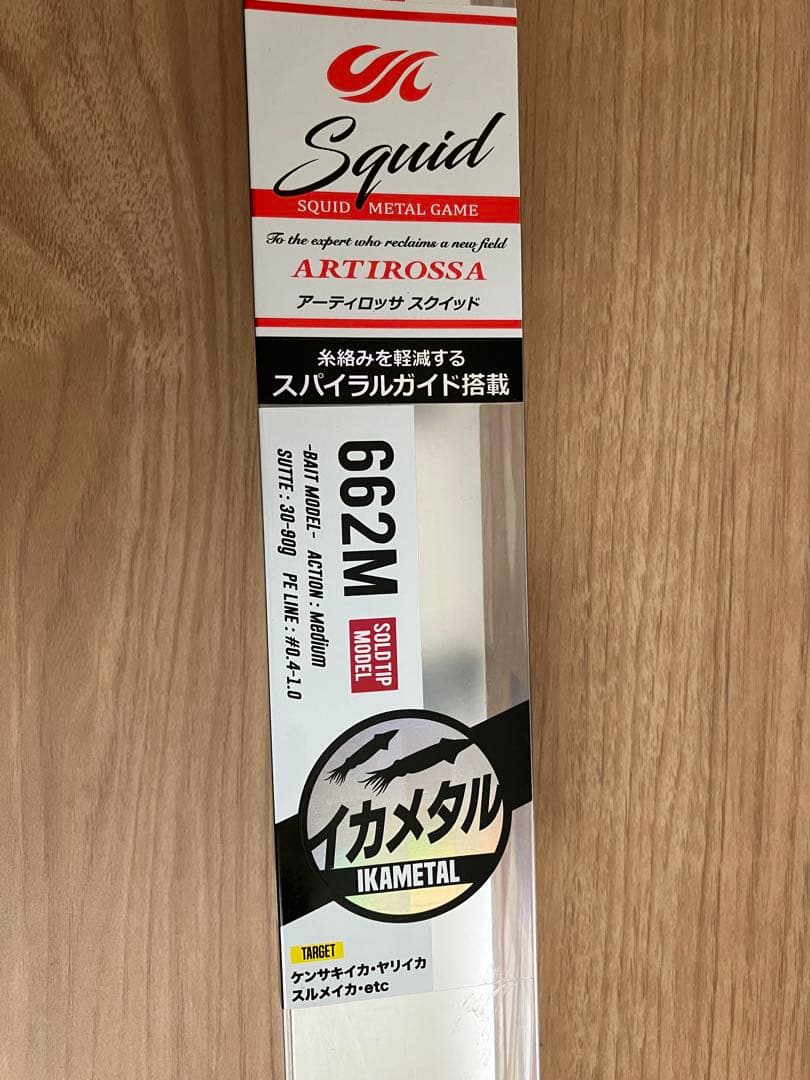 Squid
SQUID METAL GAME
To the expert who reclaims a new field
ARTIROSSA
アーティロッサ スクイッド
糸絡みを軽減する
スパイラルガイド搭載
662M
SOLD TIP
MODEL
-BAIT MODEL- ACTION : Medium
SUTTE : 30-90g PE LINE : #0.4-1.0
イカメタル
IKAMETAL
TARGET
ケンサキイカ・ヤリイカ
スルメイカ・etc